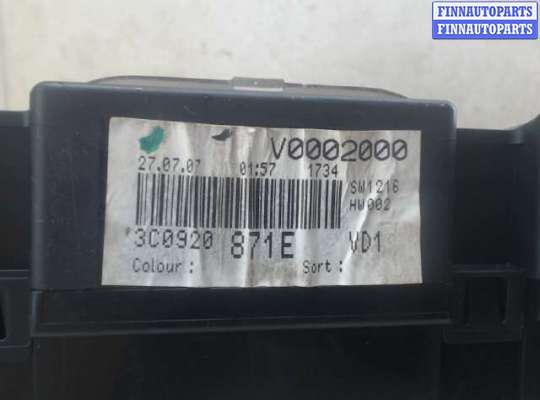 FINNAUTOPARTS
FINNAUTOPARTS
V0002000
27.07.07 01:57 1734
SW1216
HW002
*3C0920 871E VD1
Colour : Sort :